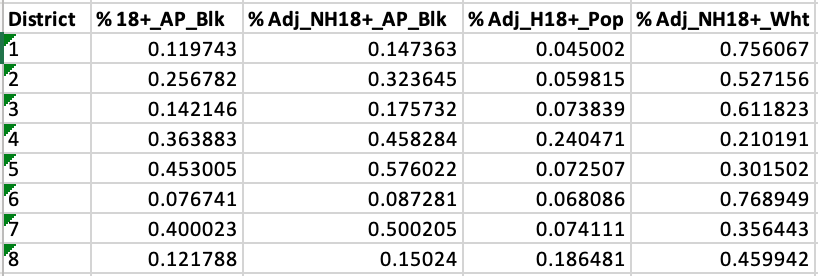 District % 18+_AP_Blk % Adj_NH18+_AP_Blk % Adj_H18+_Pop % Adj_NH18+_Wht
1 0.119743 0.147363 0.045002 0.756067
2 0.256782 0.323645 0.059815 0.527156
3 0.142146 0.175732 0.073839 0.611823
4 0.363883 0.458284 0.240471 0.210191
5 0.453005 0.576022 0.072507 0.301502
6 0.076741 0.087281 0.068086 0.768949
7 0.400023 0.500205 0.074111 0.356443
8 0.121788 0.15024 0.186481 0.459942